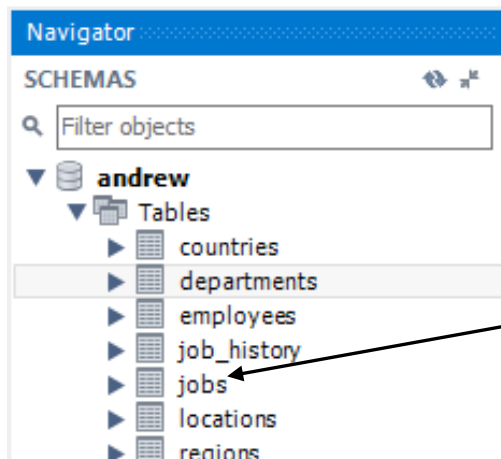 Navigator
SCHEMAS
Filter objects
andrew
Tables
countries
departments
employees
job_history
jobs
locations
regions